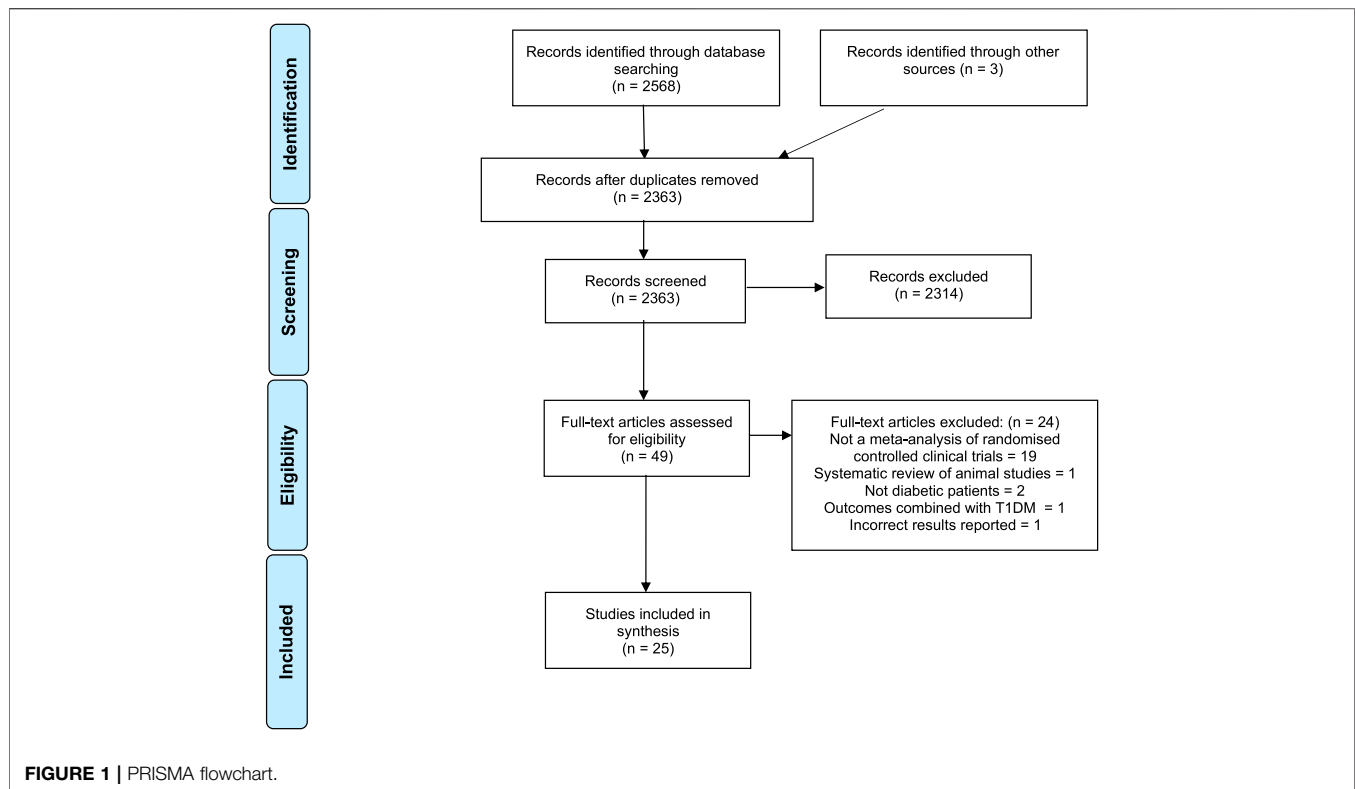 Identification
Records identified through database
searching
(n = 2568)
Records identified through other
sources (n = 3)
Records after duplicates removed
(n = 2363)
Screening
Records screened
(n = 2363)
Records excluded
(n = 2314)
Eligibility
Full-text articles assessed
for eligibility
(n = 49)
Full-text articles excluded: (n = 24)
Not a meta-analysis of randomised
controlled clinical trials = 19
Systematic review of animal studies = 1
Not diabetic patients = 2
Outcomes combined with T1DM = 1
Incorrect results reported = 1
Included
Studies included in
synthesis
(n = 25)
FIGURE 1 | PRISMA flowchart.